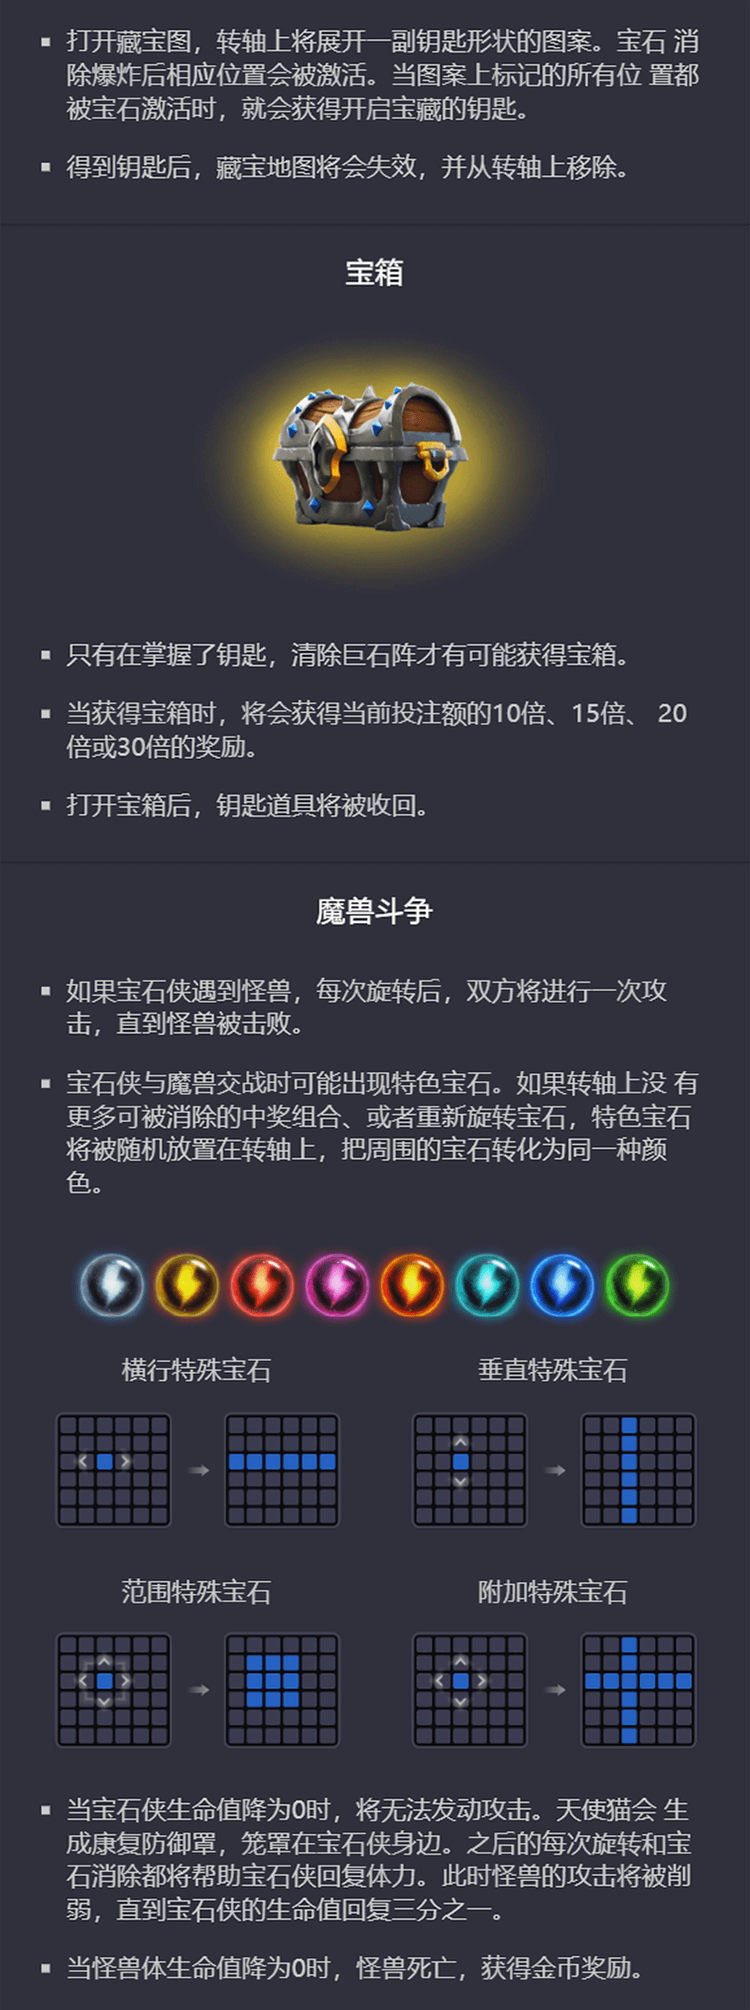 打开藏宝图，转轴上将展开一副钥匙形状的图案。宝石 消
除爆炸后相应位置会被激活。当图案上标记的所有位 置都
被宝石激活时，就会获得开启宝藏的钥匙。
得到钥匙后，藏宝地图将会失效，并从转轴上移除。
宝箱
只有在掌握了钥匙，清除巨石阵才有可能获得宝箱。
当获得宝箱时，将会获得当前投注额的10倍、15倍、 20
倍或30倍的奖励。
打开宝箱后，钥匙道具将被收回。
魔兽斗争
如果宝石侠遇到怪兽，每次旋转后，双方将进行一次攻
击，直到怪兽被击败。
宝石侠与魔兽交战时可能出现特色宝石。如果转轴上没 有
更多可被消除的中奖组合、或者重新旋转宝石，特色宝石
将被随机放置在转轴上，把周围的宝石转化为同一种颜
色。
横行特殊宝石
垂直特殊宝石
范围特殊宝石
附加特殊宝石
当宝石侠生命值降为0时，将无法发动攻击。天使猫会 生
成康复防御罩，笼罩在宝石侠身边。之后的每次旋转和宝
石消除都将帮助宝石侠回复体力。此时怪兽的攻击将被削
弱，直到宝石侠的生命值回复三分之一。
当怪兽体生命值降为0时，怪兽死亡，获得金币奖励。